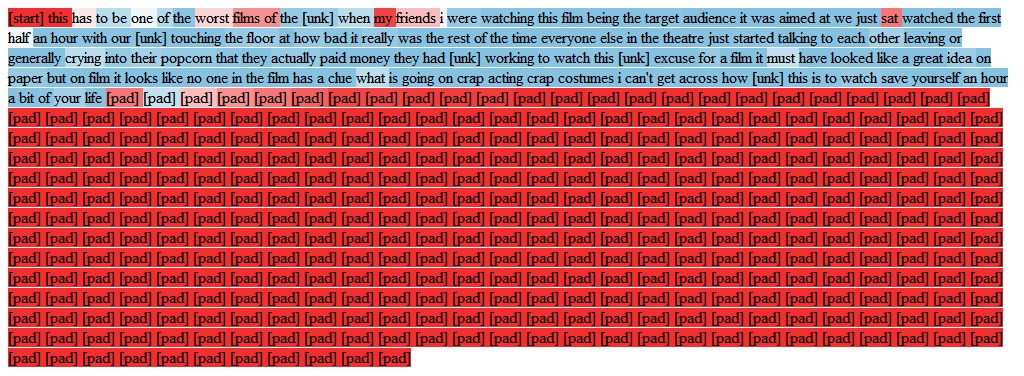 [start] this has to be one of the worst films of the [unk] when my friends i were watching this film being the target audience it was aimed at we just sat watched the first
half an hour with our [unk] touching the floor at how bad it really was the rest of the time everyone else in the theatre just started talking to each other leaving or
generally crying into their popcorn that they actually paid money they had [unk] working to watch this [unk] excuse for a film it must have looked like a great idea on
paper but on film it looks like no one in the film has a clue what is going on crap acting crap costumes i can't get across how [unk] this is to watch save yourself an hour
a bit of your life [pad] [pad] [pad] [pad] [pad] [pad] [pad] [pad] [pad] [pad] [pad] [pad] [pad] [pad] [pad] [pad] [pad] [pad] [pad] [pad] [pad] [pad] [pad] [pad]
[pad] [pad] [pad] [pad] [pad] [pad] [pad] [pad] [pad] [pad] [pad] [pad] [pad] [pad] [pad] [pad] [pad] [pad] [pad] [pad] [pad] [pad] [pad] [pad] [pad] [pad] [pad]
[pad] [pad] [pad] [pad] [pad] [pad] [pad] [pad] [pad] [pad] [pad] [pad] [pad] [pad] [pad] [pad] [pad] [pad] [pad] [pad] [pad] [pad] [pad] [pad] [pad] [pad] [pad]
[pad] [pad] [pad] [pad] [pad] [pad] [pad] [pad] [pad] [pad] [pad] [pad] [pad] [pad] [pad] [pad] [pad] [pad] [pad] [pad] [pad] [pad] [pad] [pad] [pad] [pad] [pad]
[pad] [pad] [pad] [pad] [pad] [pad] [pad] [pad] [pad] [pad] [pad] [pad] [pad] [pad] [pad] [pad] [pad] [pad] [pad] [pad] [pad] [pad] [pad] [pad] [pad] [pad] [pad]
[pad] [pad] [pad] [pad] [pad] [pad] [pad] [pad] [pad] [pad] [pad] [pad] [pad] [pad] [pad] [pad] [pad] [pad] [pad] [pad] [pad] [pad] [pad] [pad] [pad] [pad] [pad]
[pad] [pad] [pad] [pad] [pad] [pad] [pad] [pad] [pad] [pad] [pad] [pad] [pad] [pad] [pad] [pad] [pad] [pad] [pad] [pad] [pad] [pad] [pad] [pad] [pad] [pad] [pad]
[pad] [pad] [pad] [pad] [pad] [pad] [pad] [pad] [pad] [pad] [pad] [pad] [pad] [pad] [pad] [pad] [pad] [pad] [pad] [pad] [pad] [pad] [pad] [pad] [pad] [pad] [pad]
[pad] [pad] [pad] [pad] [pad] [pad] [pad] [pad] [pad] [pad] [pad] [pad] [pad] [pad] [pad] [pad] [pad] [pad] [pad] [pad] [pad] [pad] [pad] [pad] [pad] [pad] [pad]
[pad] [pad] [pad] [pad] [pad] [pad] [pad] [pad] [pad] [pad] [pad] [pad] [pad] [pad] [pad] [pad] [pad] [pad] [pad] [pad] [pad] [pad] [pad] [pad] [pad] [pad] [pad]
[pad] [pad] [pad] [pad] [pad] [pad] [pad] [pad] [pad] [pad] [pad] [pad] [pad] [pad] [pad] [pad] [pad] [pad] [pad] [pad] [pad] [pad] [pad] [pad] [pad] [pad] [pad]
[pad] [pad] [pad] [pad] [pad] [pad] [pad] [pad] [pad] [pad] [pad] [pad] [pad] [pad] [pad] [pad] [pad] [pad] [pad] [pad] [pad] [pad] [pad] [pad] [pad] [pad] [pad]
[pad] [pad] [pad] [pad] [pad] [pad] [pad] [pad] [pad] [pad] [pad] [pad] [pad] [pad] [pad] [pad] [pad] [pad] [pad] [pad] [pad] [pad] [pad] [pad] [pad] [pad] [pad]
[pad] [pad] [pad] [pad] [pad] [pad] [pad] [pad] [pad] [pad] [pad]